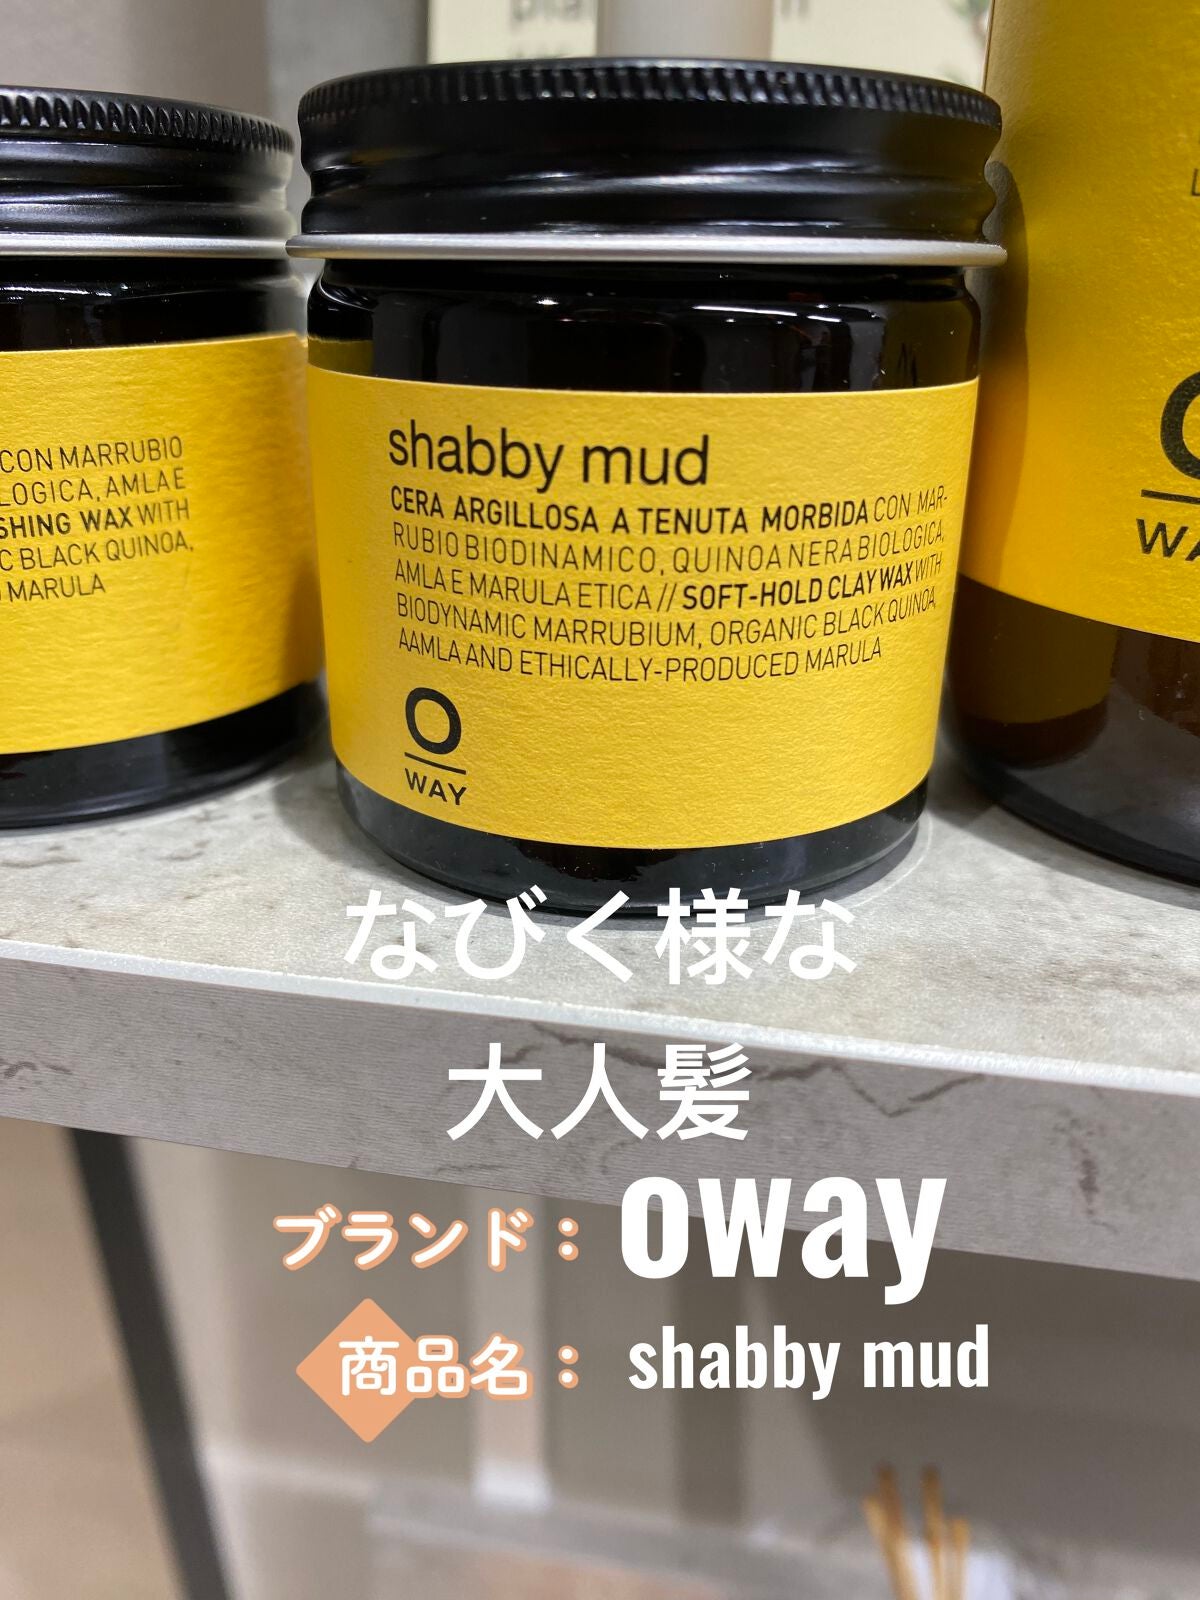 CON MARRUBIO
LOGICA, AMLA E
SHING WAX WITH
C BLACK QUINOA,
MARULA
shabby mud
CERA ARGILLOSA A TENUTA MORBIDA CON MAR-
RUBIO BIODINAMICO, QUINOA NERA BIOLOGICA,
AMLA E MARULA ETICA // SOFT-HOLD CLAY WAX WITH
BIODYNAMIC MARRUBIUM, ORGANIC BLACK QUINOA,
AAMLA AND ETHICALLY-PRODUCED MARULA
O
WAY
なびく様な
大人髪
ブランド： oway
商品名： shabby mud